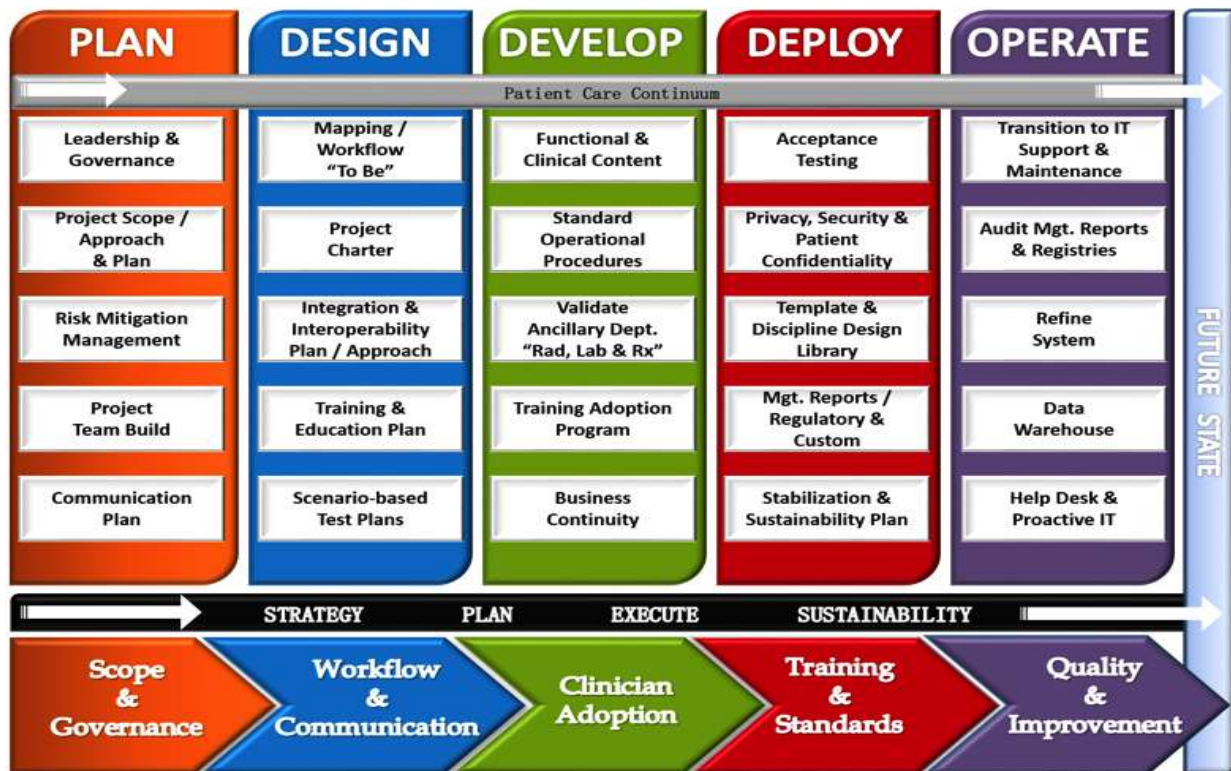 PLAN
DESIGN
DEVELOP
DEPLOY
OPERATE
Patient Care Continuum
Leadership &
Governance
Project Scope /
Approach
& Plan
Risk Mitigation
Management
Project
Team Build
Communication
Plan
Mapping /
Workflow
“To Be”
Project
Charter
Integration &
Interoperability
Plan / Approach
Training &
Education Plan
Scenario-based
Test Plans
Functional &
Clinical Content
Standard
Operational
Procedures
Validate
Ancillary Dept.
“Rad, Lab & Rx”
Training Adoption
Program
Business
Continuity
Acceptance
Testing
Privacy, Security &
Patient
Confidentiality
Template &
Discipline Design
Library
Mgt. Reports /
Regulatory &
Custom
Stabilization &
Sustainability Plan
Transition to IT
Support &
Maintenance
Audit Mgt. Reports
& Registries
Refine
System
Data
Warehouse
Help Desk &
Proactive IT
FUTURE STATE
STRATEGY PLAN EXECUTE SUSTAINABILITY
Scope
&
Governance
Workflow
&
Communication
Clinician
Adoption
Training
&
Standards
Quality
&
Improvement